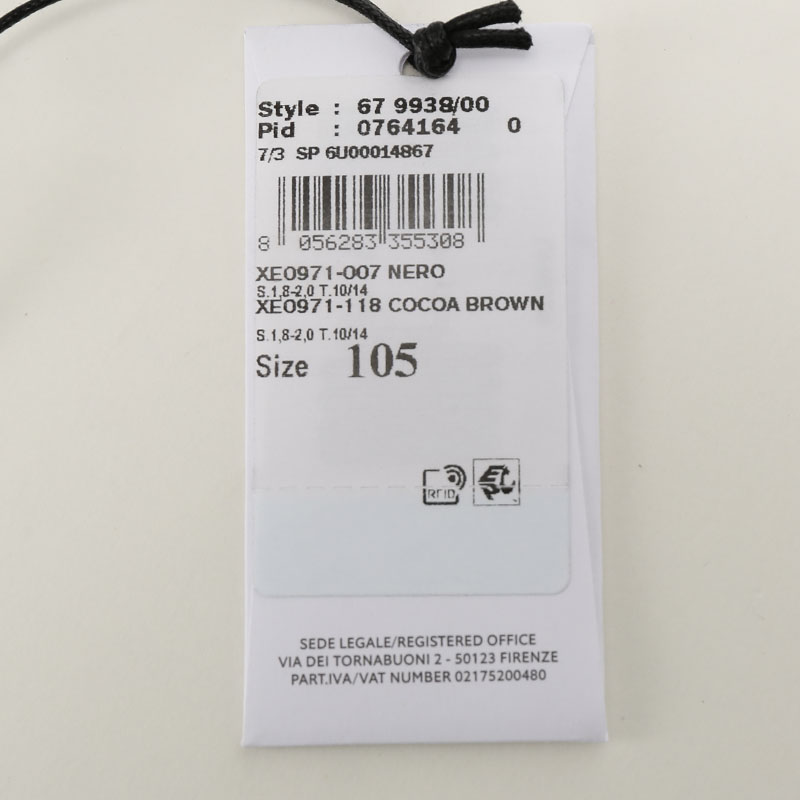 Style : 67 9938/00
Pid : 0764164 0
7/3 SP 6U00014867
8 056283 355308
XE0971-007 NERO
S.1,8-2,0 T.10/14
XE0971-118 COCOA BROWN
S.1,8-2,0 T.10/14
Size 105
RFID
SEDE LEGALE/REGISTERED OFFICE
VIA DEI TORNABUONI 2 - 50123 FIRENZE
PART.IVA/VAT NUMBER 02175200480